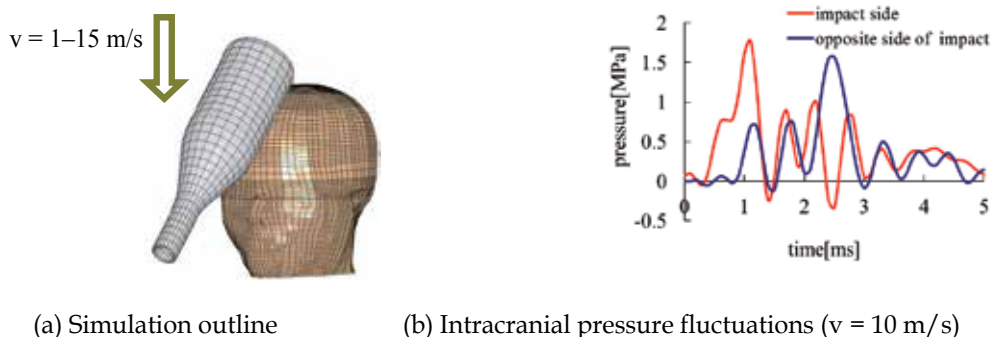 v = 1–15 m/s
impact side
opposite side of impact
pressure[MPa]
2
1.5
1
0.5
0
-0.5
0 1 2 3 4 5
time[ms]
(a) Simulation outline
(b) Intracranial pressure fluctuations (v = 10 m/s)